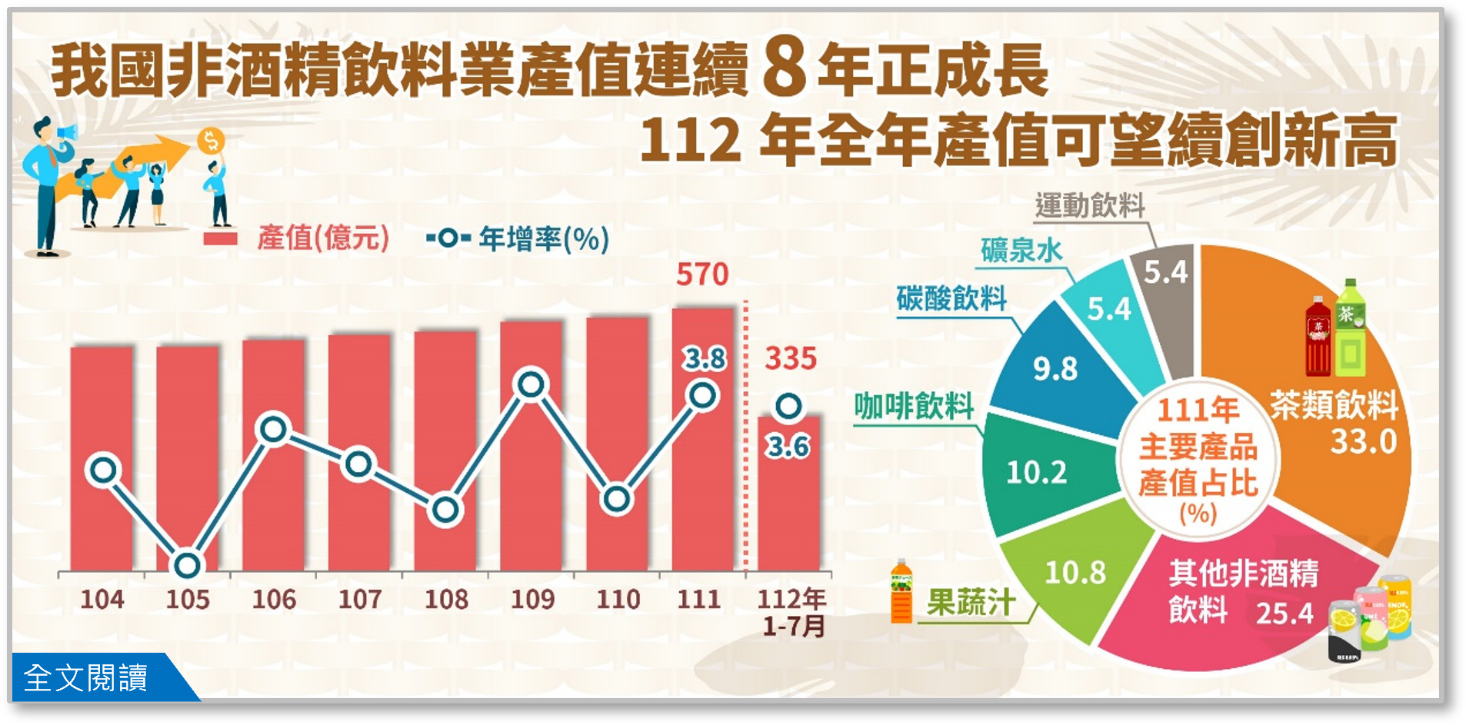 我國非酒精飲料業產值連續8年正成長
112 年全年產值可望續創新高
產值(億元)
年增率(%)
570
3.8
335
3.6
104
105
106
107
108
109
110
111
112年
1-7月
運動飲料
5.4
礦泉水
5.4
碳酸飲料
9.8
咖啡飲料
10.2
果蔬汁
10.8
其他非酒精
飲料 25.4
茶類飲料
33.0
茶
茶
111年
主要產品
產值占比
(%)
全文閱讀